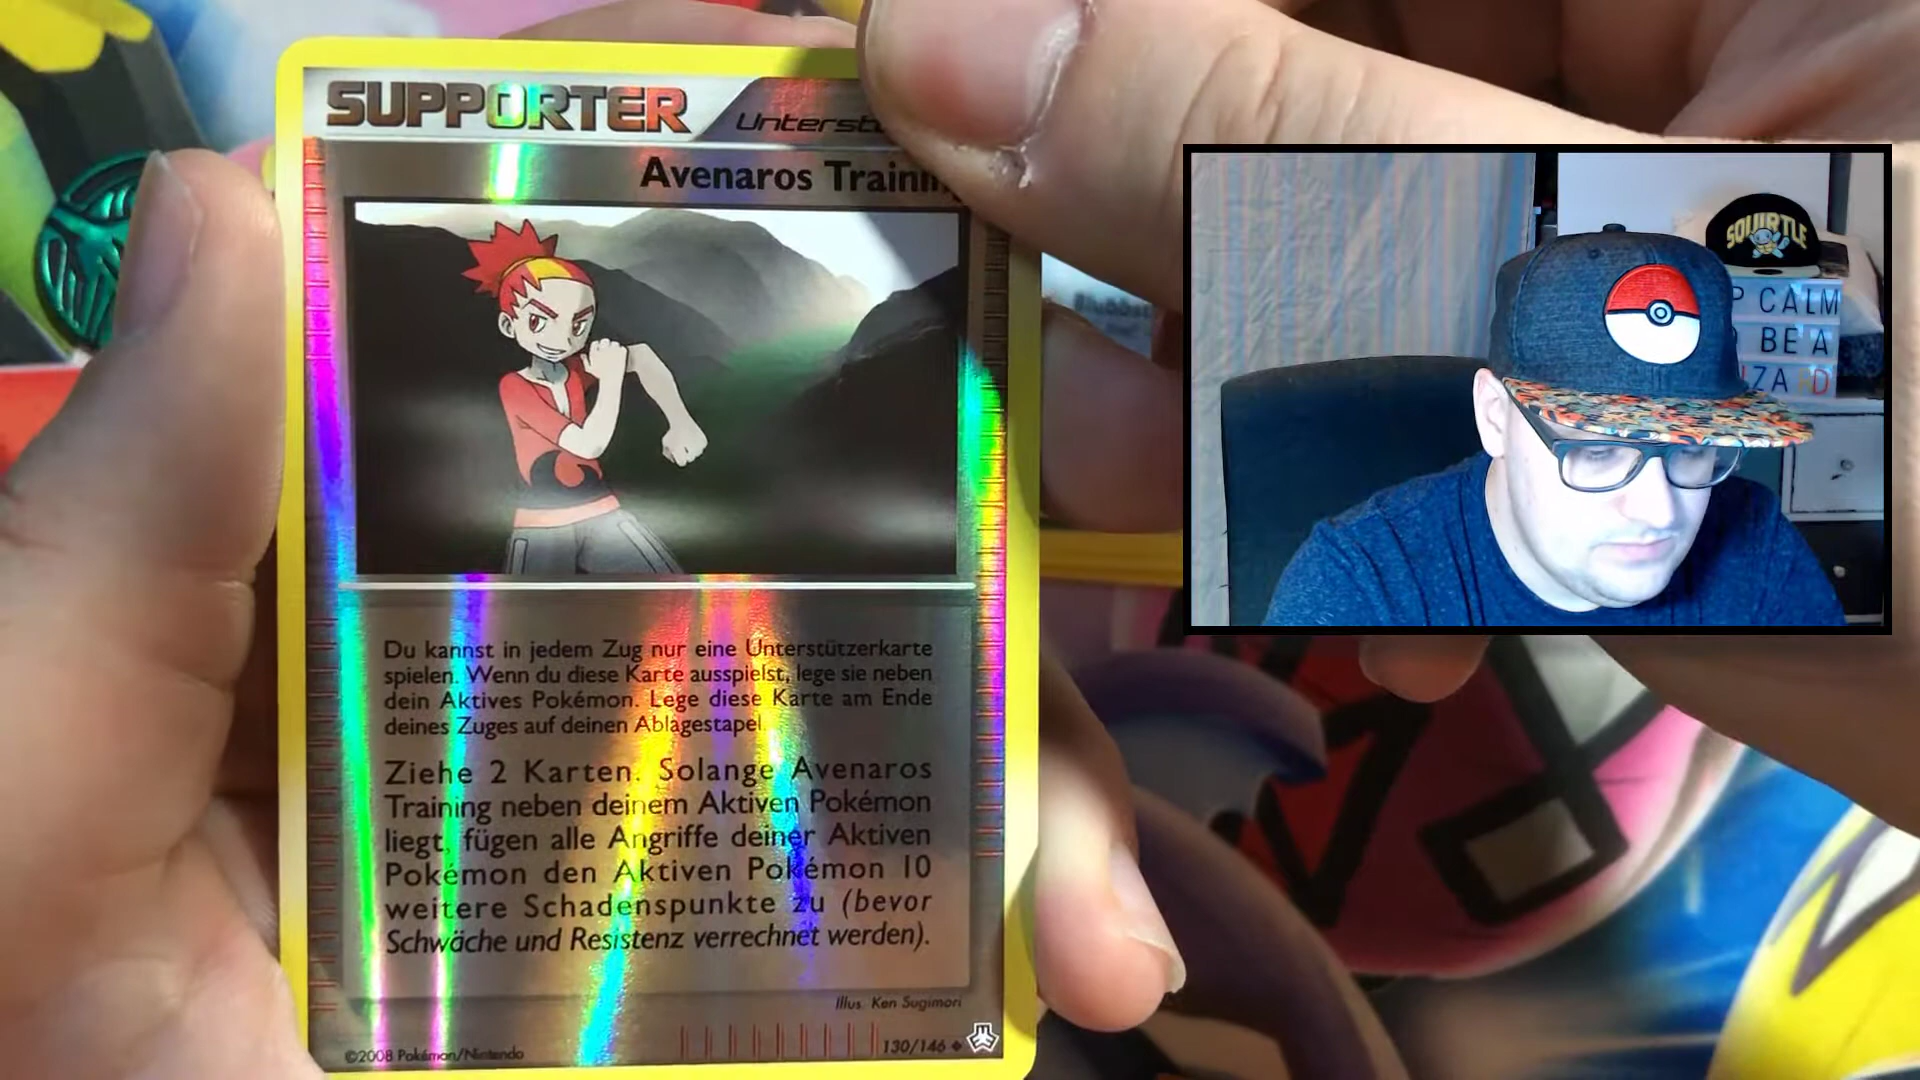 SUPPORTER
Avenaros
Du kannst in jedem Zug nur eine Unterstützerkarte
spielen. Wenn du diese Karte ausspielst, lege sie neben
dein Aktives Pokémon. Lege diese Karte am Ende
deines Zuges auf deinen Ablagestapel.
Ziehe 2 Karten. Solange Avenaros
Training neben deinem Aktiven Pokémon
liegt, fügen alle Angriffe deiner Aktiven
Pokémon den Aktiven Pokémon 10
weitere Schadenspunkte zu (bevor
Schwäche und Resistenz verrechnet werden).
Illus. Ken Sugimori
©2008 Pokémon/Nintendo
130/146
SQUIRTLE
CALM
BE A